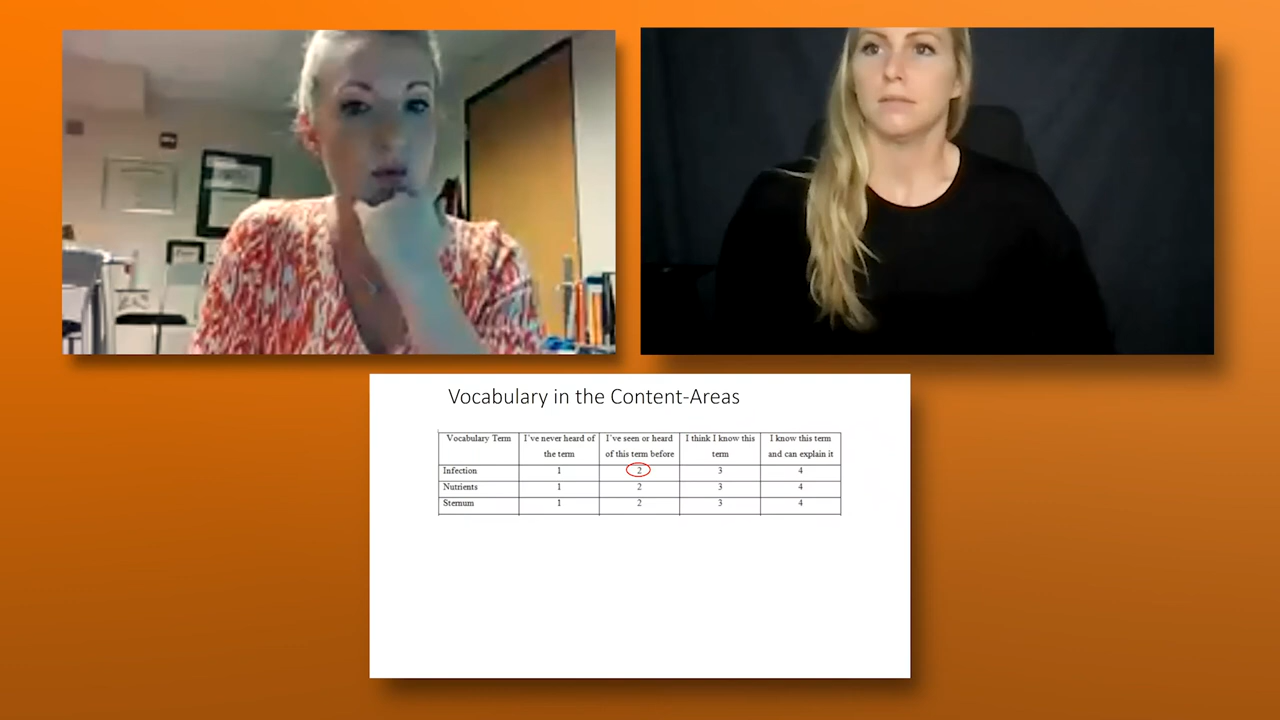 Vocabulary in the Content-Areas
Vocabulary Term | I've never heard of the term | I've seen or heard of this term before | I think I know this term | I know this term and can explain it
Infection 1 2 3 4
Nutrients 1 2 3 4
Sternum 1 2 3 4